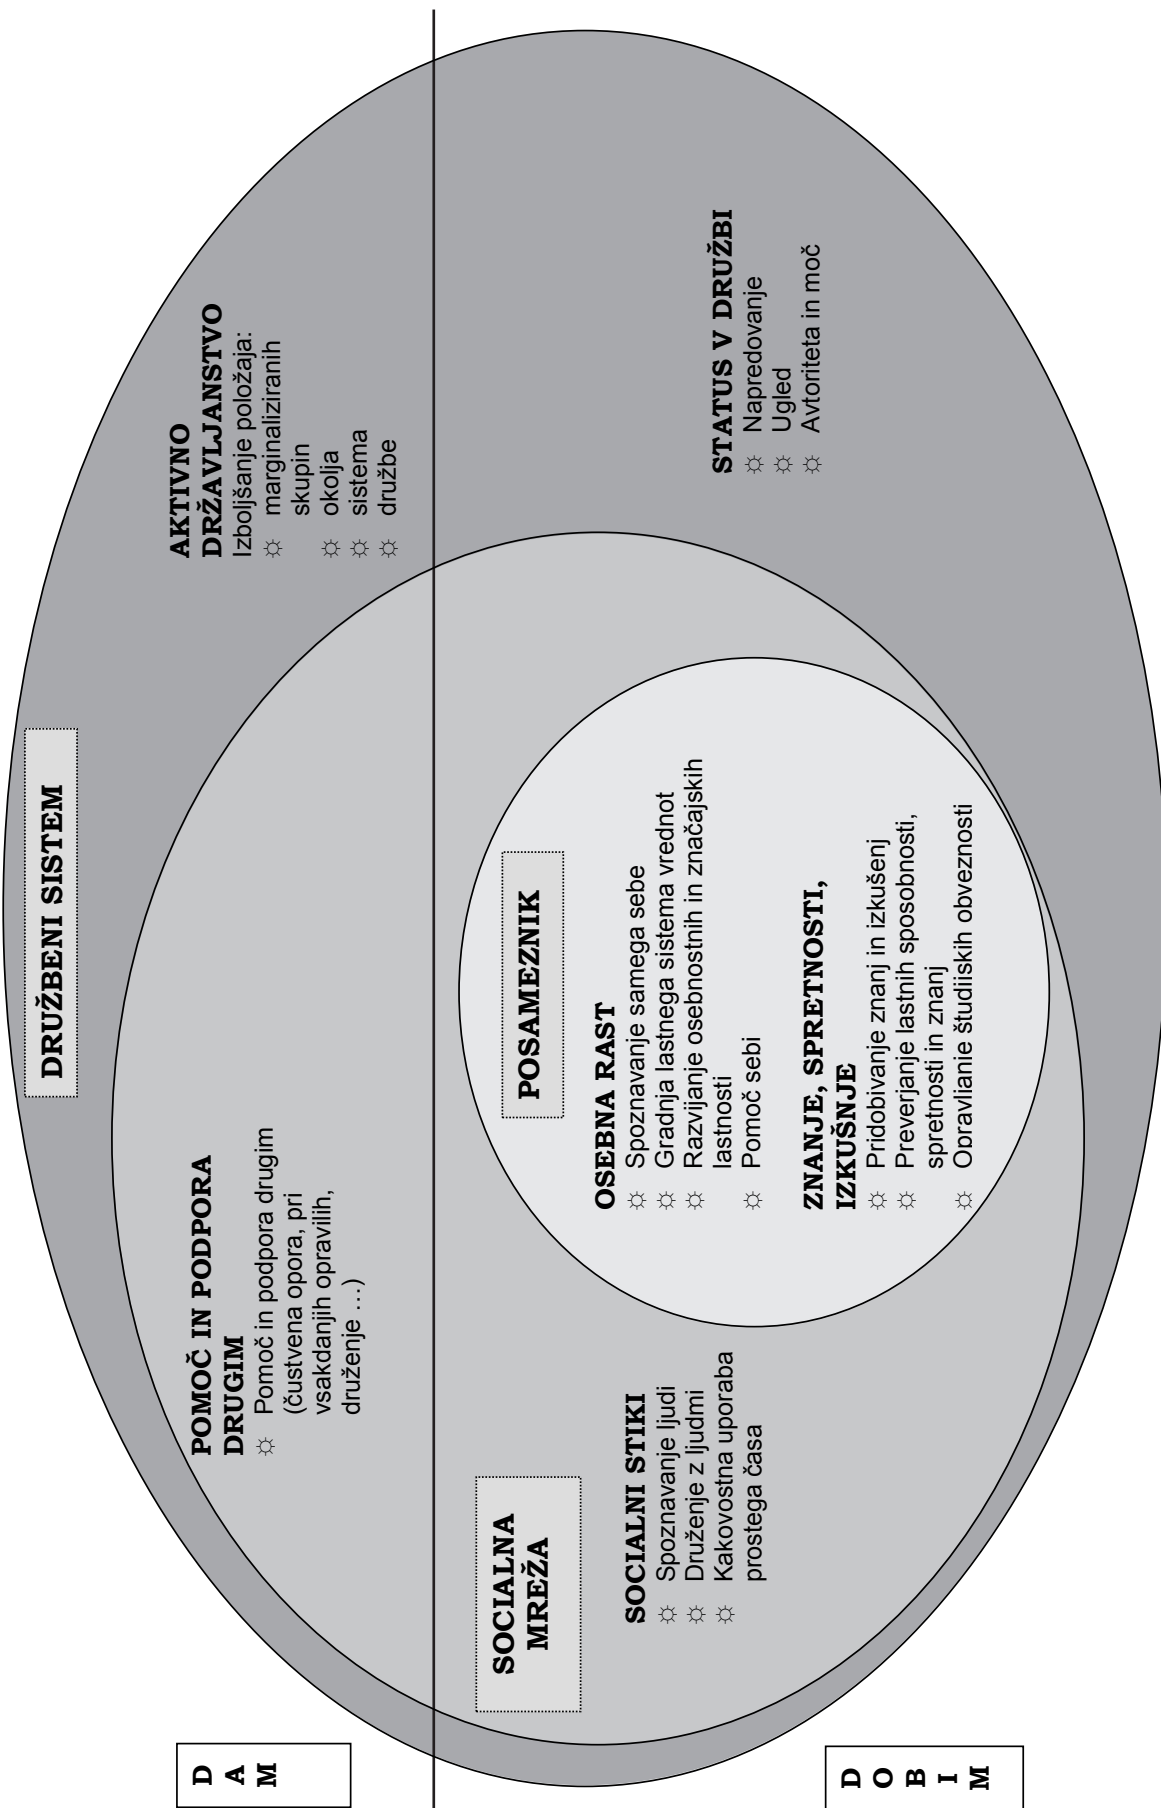 DRUŽBENI SISTEM
D
A
M
POMOČ IN PODPORA
DRUGIM
☼ Pomoč in podpora drugim
(čustvena opora, pri
vsakdanjih opravilih,
druženje …)
AKTIVNO
DRŽAVLJANSTVO
Izboljšanje položaja:
☼ marginaliziranih
skupin
☼ okolja
☼ sistema
☼ družbe
SOCIALNA
MREŽA
SOCIALNI STIKI
☼ Spoznavanje ljudi
☼ Druženje z ljudmi
☼ Kakovostna uporaba
prostega časa
POSAMEZNIK
OSEBNA RAST
☼ Spoznavanje samega sebe
☼ Gradnja lastnega sistema vrednot
☼ Razvijanje osebnostnih in značajskih
lastnosti
☼ Pomoč sebi
ZNANJE, SPRETNOSTI,
IZKUŠNJE
☼ Pridobivanje znanj in izkušenj
☼ Preverjanje lastnih sposobnosti,
spretnosti in znanj
☼ Opravljanje študijskih obveznosti
STATUS V DRUŽBI
☼ Napredovanje
☼ Ugled
☼ Avtoriteta in moč
D
O
B
I
M